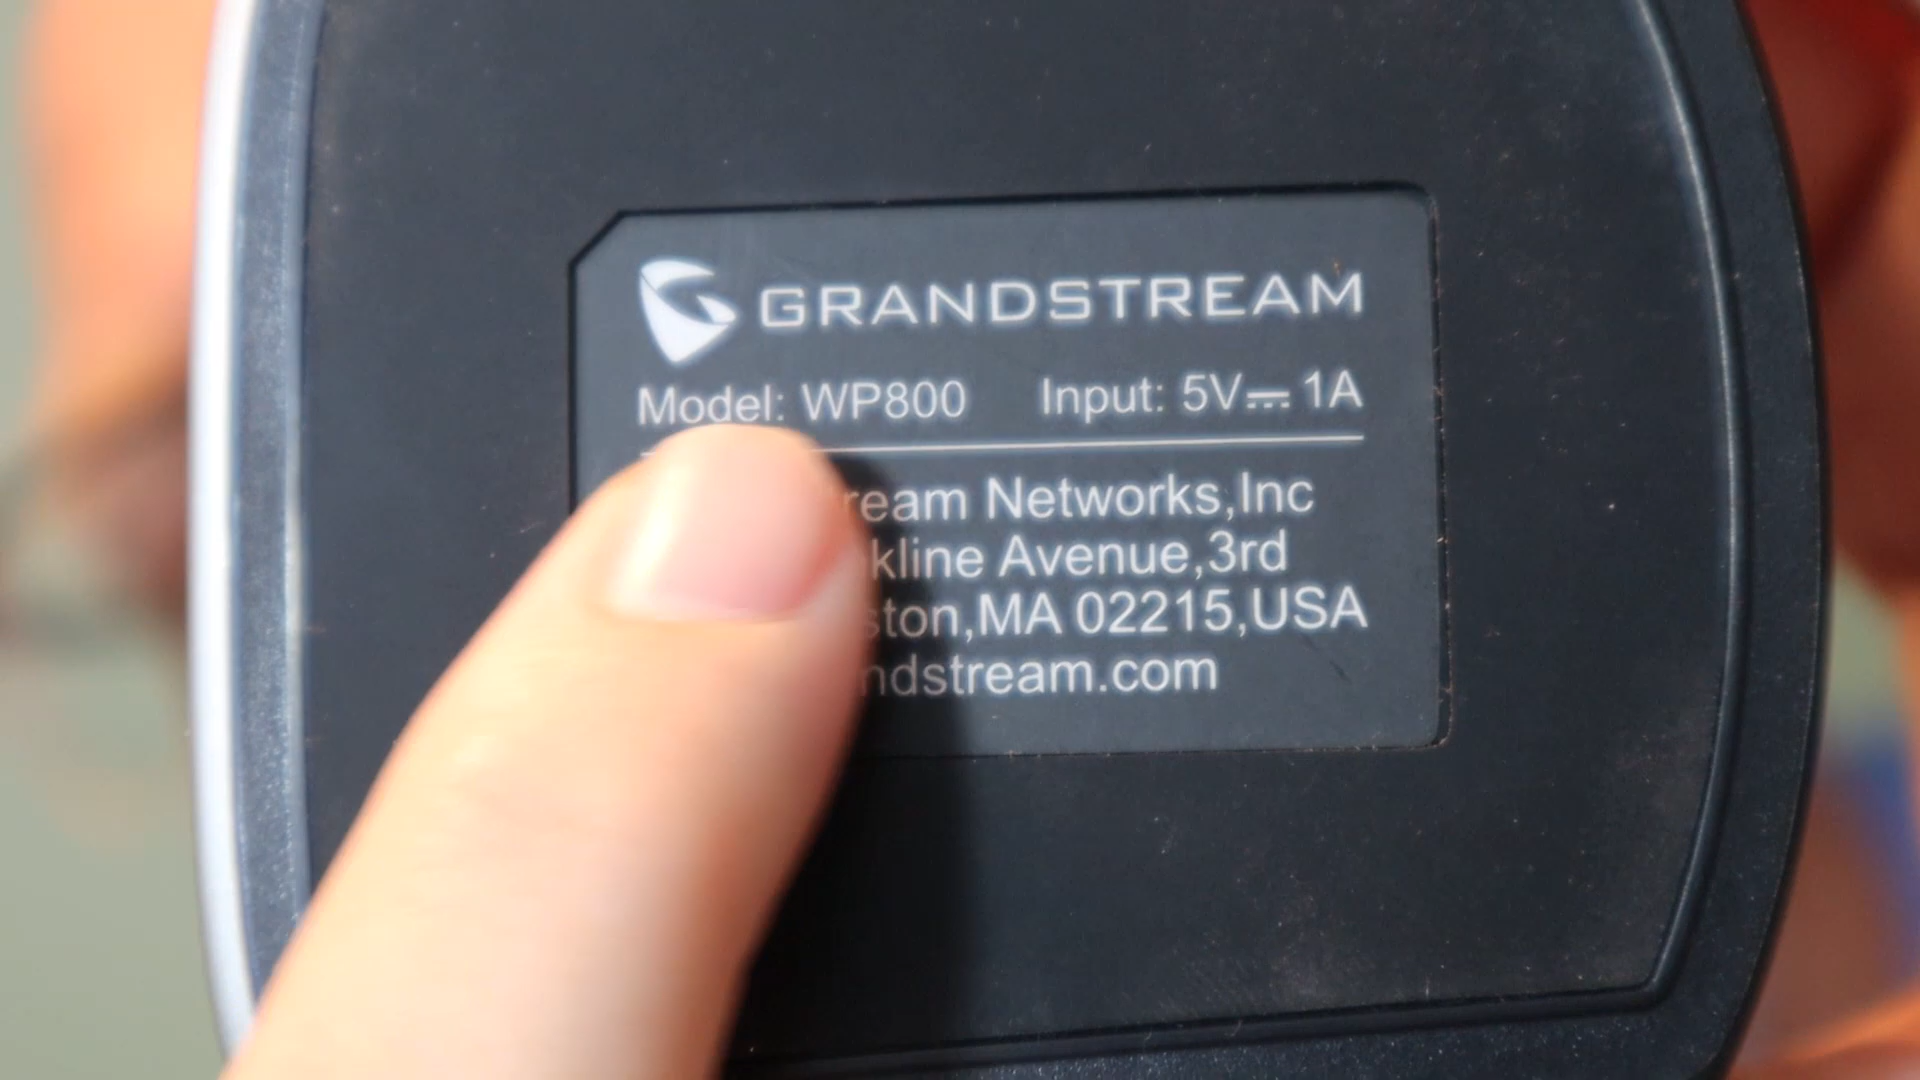 GRANDSTREAM
Model: WP800 Input: 5V⎓1A
ream Networks,Inc
kline Avenue,3rd
ston,MA 02215,USA
ndstream.com